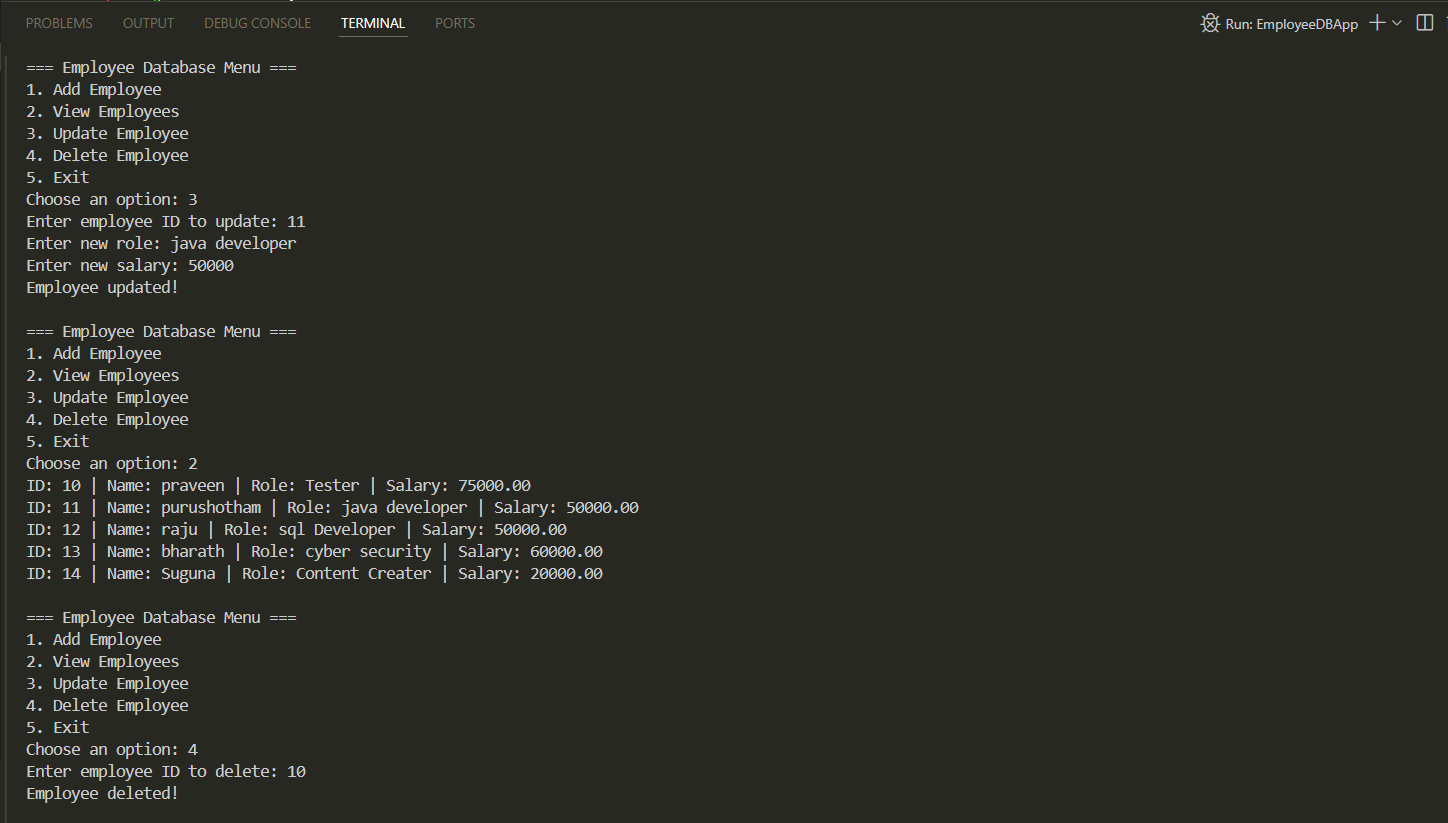 PROBLEMS OUTPUT DEBUG CONSOLE TERMINAL PORTS Run: EmployeeDBApp
=== Employee Database Menu ===
1. Add Employee
2. View Employees
3. Update Employee
4. Delete Employee
5. Exit
Choose an option: 3
Enter employee ID to update: 11
Enter new role: java developer
Enter new salary: 50000
Employee updated!
=== Employee Database Menu ===
1. Add Employee
2. View Employees
3. Update Employee
4. Delete Employee
5. Exit
Choose an option: 2
ID: 10 | Name: praveen | Role: Tester | Salary: 75000.00
ID: 11 | Name: purushotham | Role: java developer | Salary: 50000.00
ID: 12 | Name: raju | Role: sql Developer | Salary: 50000.00
ID: 13 | Name: bharath | Role: cyber security | Salary: 60000.00
ID: 14 | Name: Suguna | Role: Content Creater | Salary: 20000.00
=== Employee Database Menu ===
1. Add Employee
2. View Employees
3. Update Employee
4. Delete Employee
5. Exit
Choose an option: 4
Enter employee ID to delete: 10
Employee deleted!